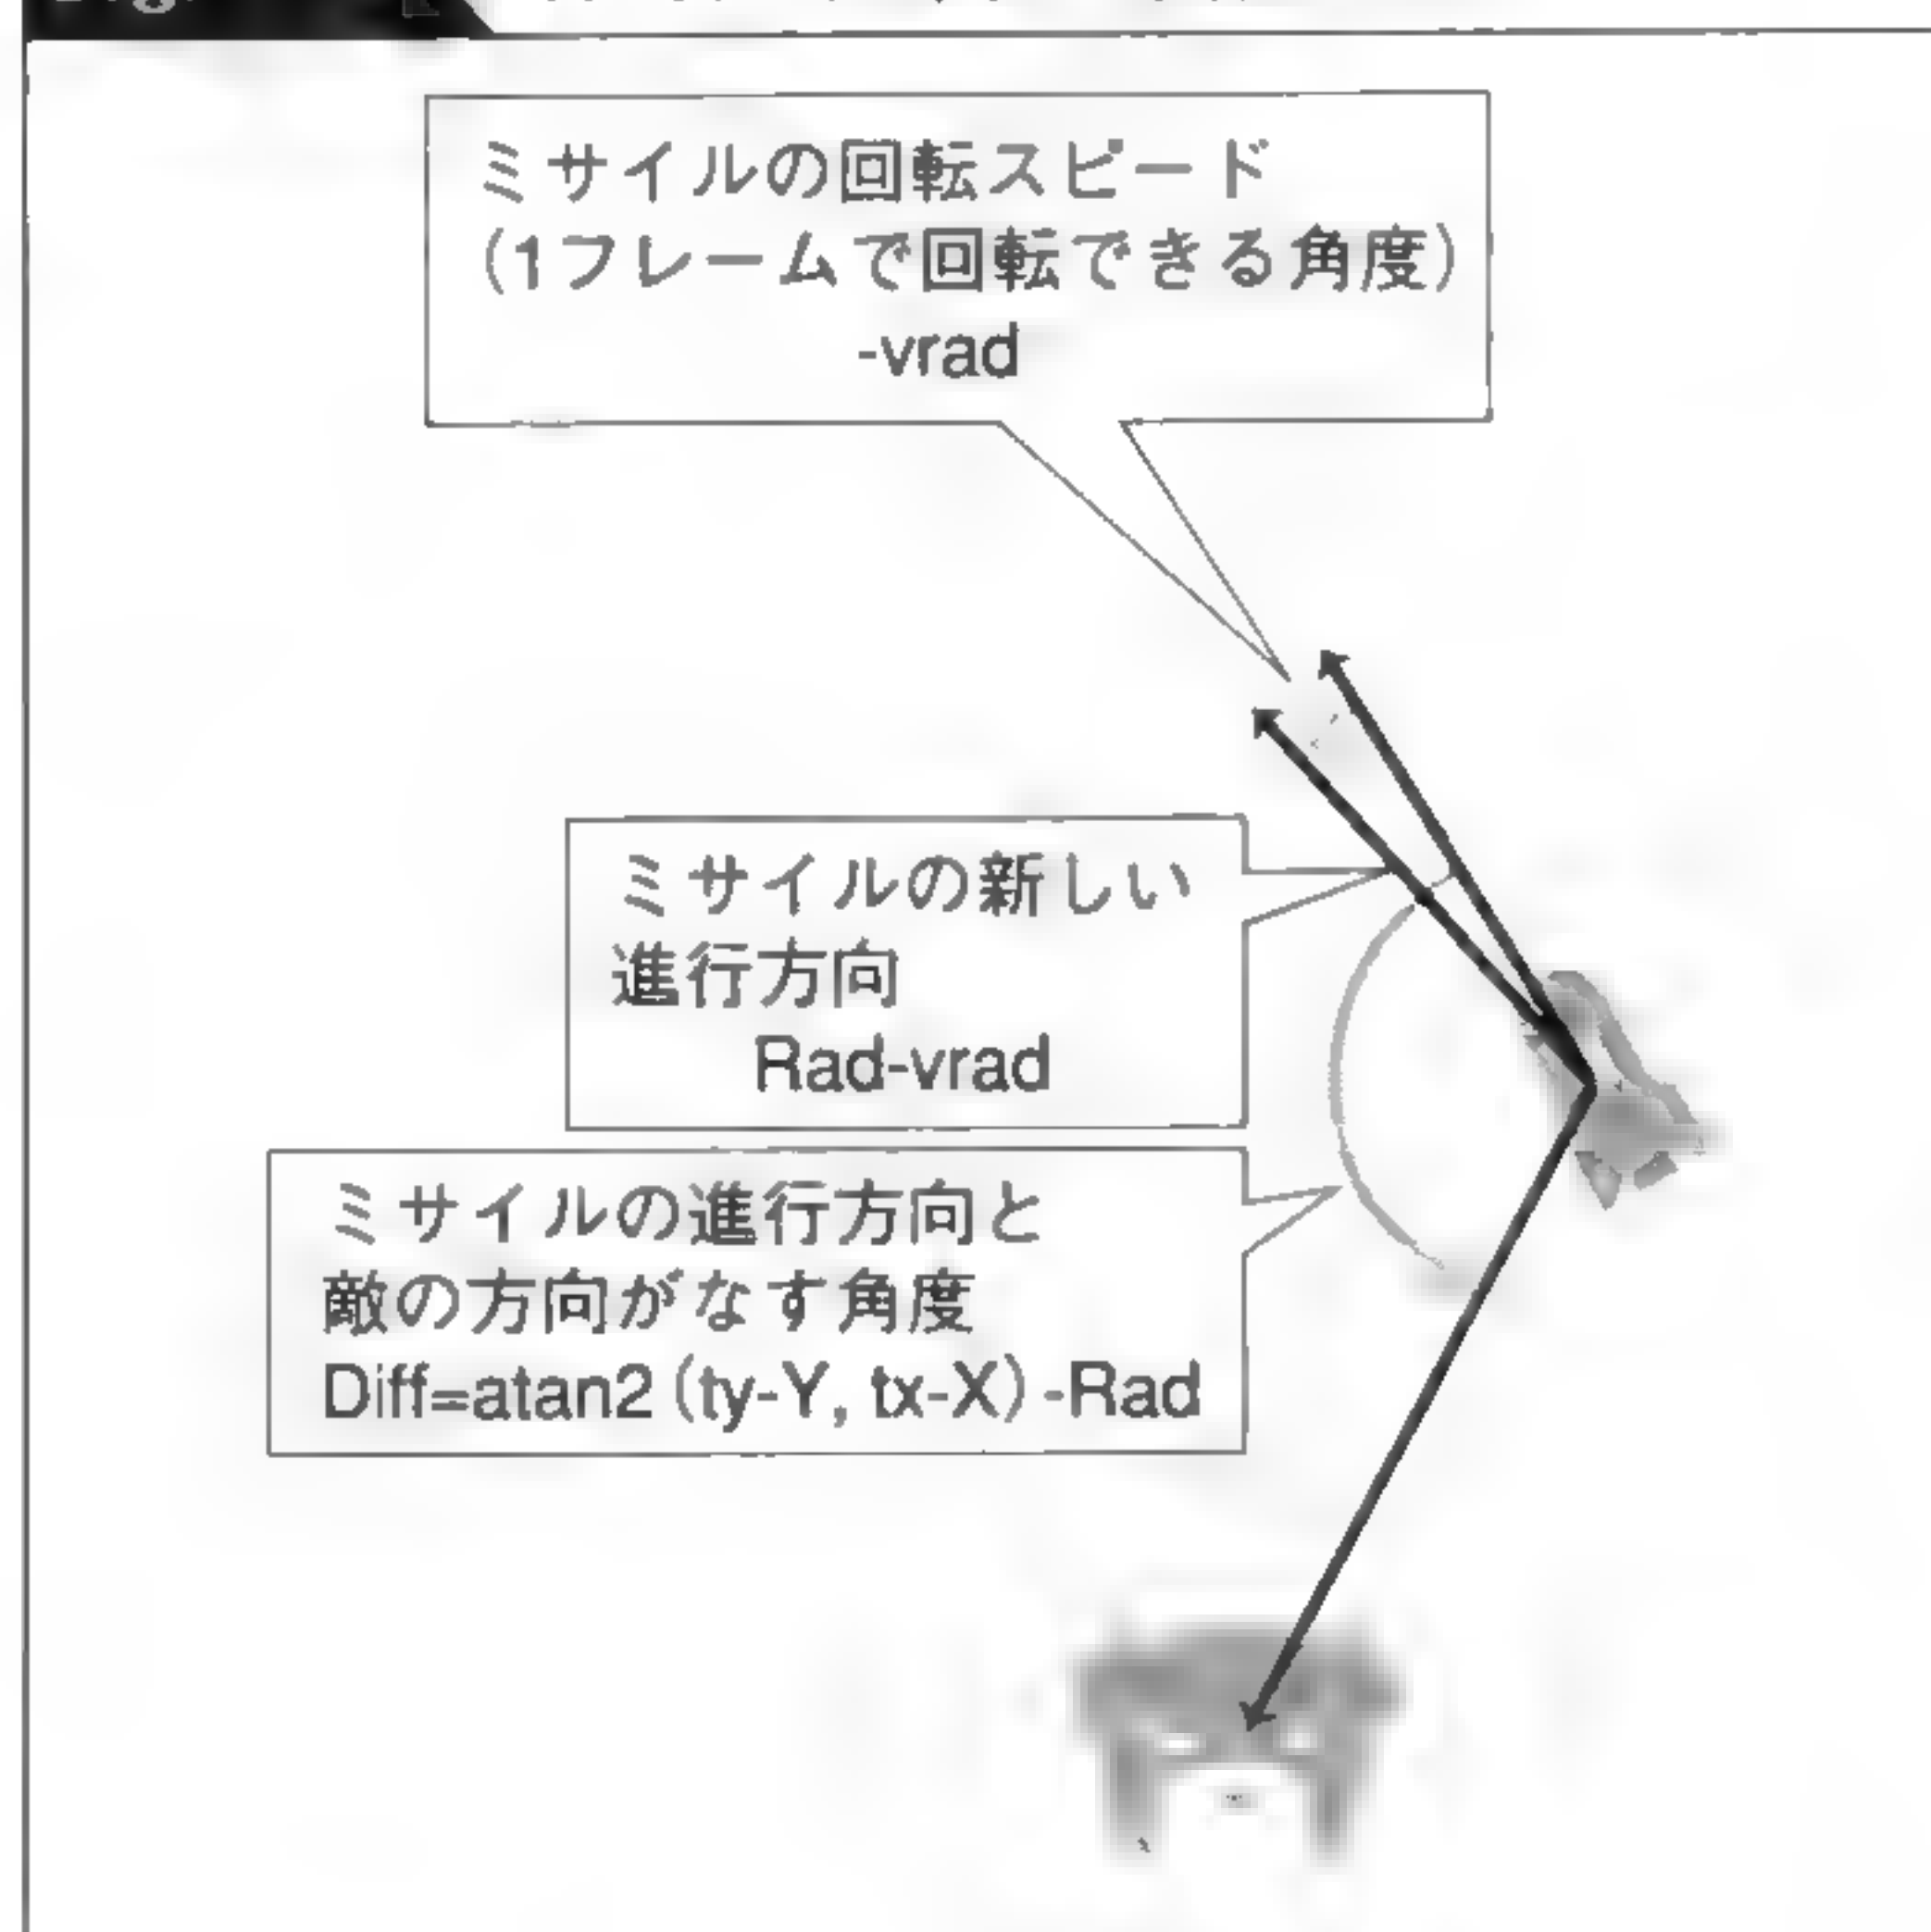 ミサイルの回転スピード
(1フレームで回転できる角度)
-vrad
ミサイルの新しい
進行方向
Rad-vrad
ミサイルの進行方向と
敵の方向がなす角度
Diff=atan2 (ty-Y, tx-X) -Rad